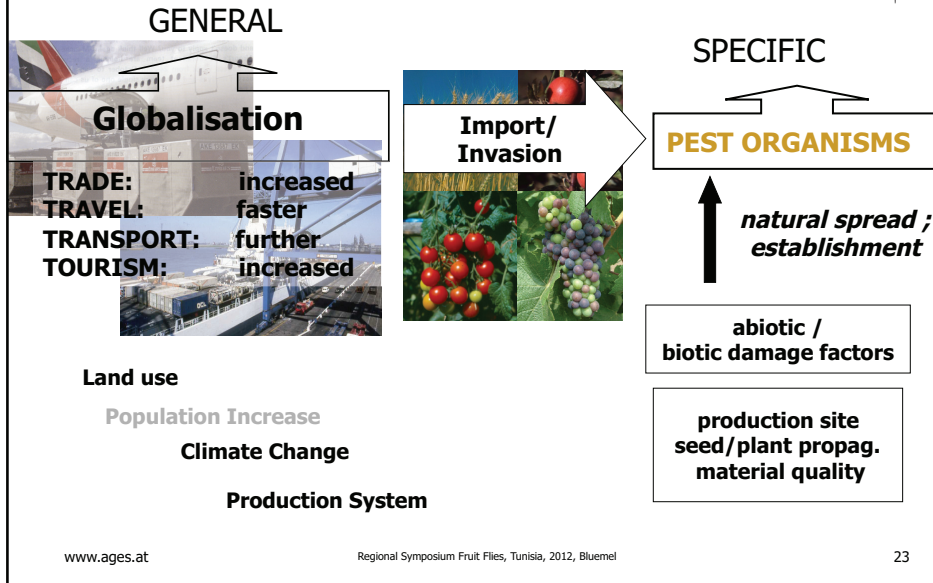 GENERAL
SPECIFIC
Globalisation
Import/
Invasion
PEST ORGANISMS
TRADE: increased
TRAVEL: faster
TRANSPORT: further
TOURISM: increased
natural spread ;
establishment
abiotic /
biotic damage factors
Land use
Population Increase
Climate Change
Production System
production site
seed/plant propag.
material quality
www.ages.at
Regional Symposium Fruit Flies, Tunisia, 2012, Bluemel
23